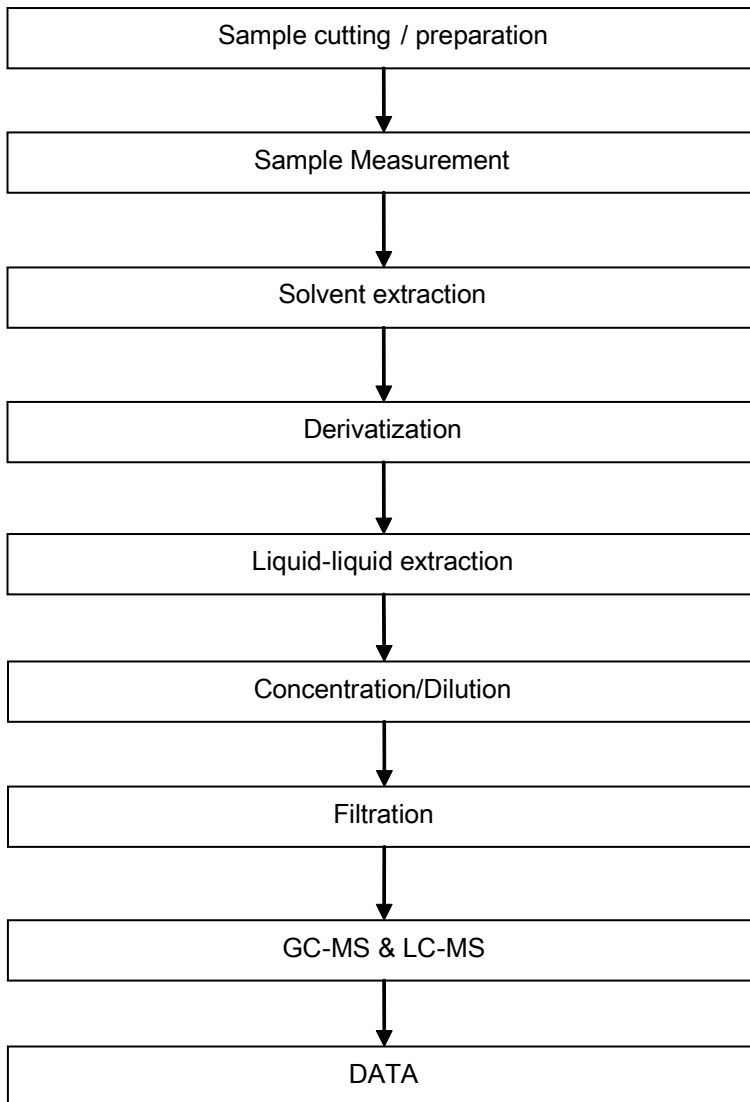 Sample cutting / preparation
Sample Measurement
Solvent extraction
Derivatization
Liquid-liquid extraction
Concentration/Dilution
Filtration
GC-MS & LC-MS
DATA